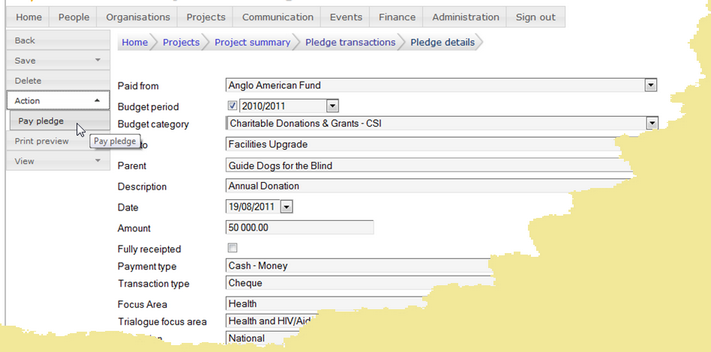 Home People Organisations Projects Communication Events Finance Administration Sign out
Back
Home Projects Project summary Pledge transactions Pledge details
Save
Delete
Action
Pay pledge
Print preview
Pay pledge
View
Paid from Anglo American Fund
Budget period 2010/2011
Budget category Charitable Donations & Grants - CSI
Facilities Upgrade
Parent Guide Dogs for the Blind
Description Annual Donation
Date 19/08/2011
Amount 50 000.00
Fully receipted
Payment type Cash - Money
Transaction type Cheque
Focus Area Health
Trialogue focus area Health and HIV/Aid
National